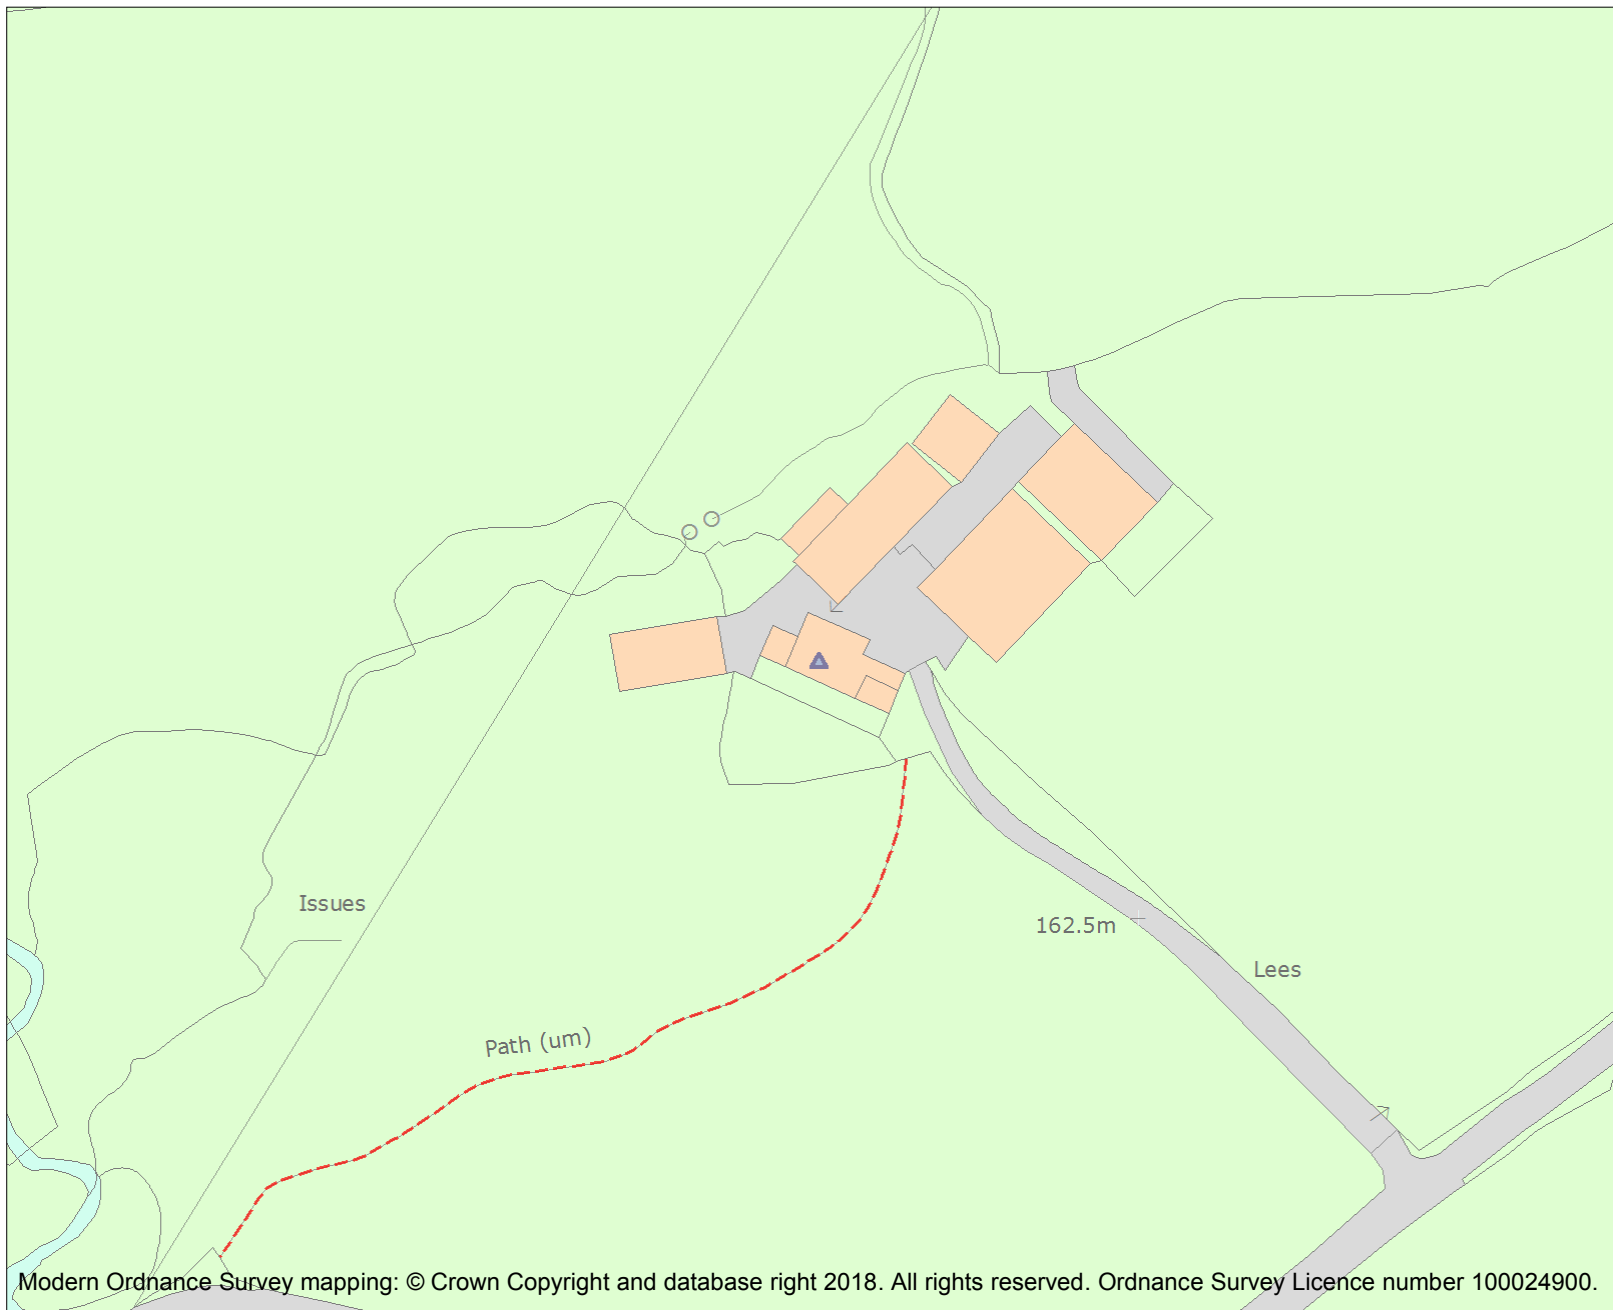 Issues
162.5m
Lees
Path (um)
Modern Ordnance Survey mapping: © Crown Copyright and database right 2018. All rights reserved. Ordnance Survey Licence number 100024900.